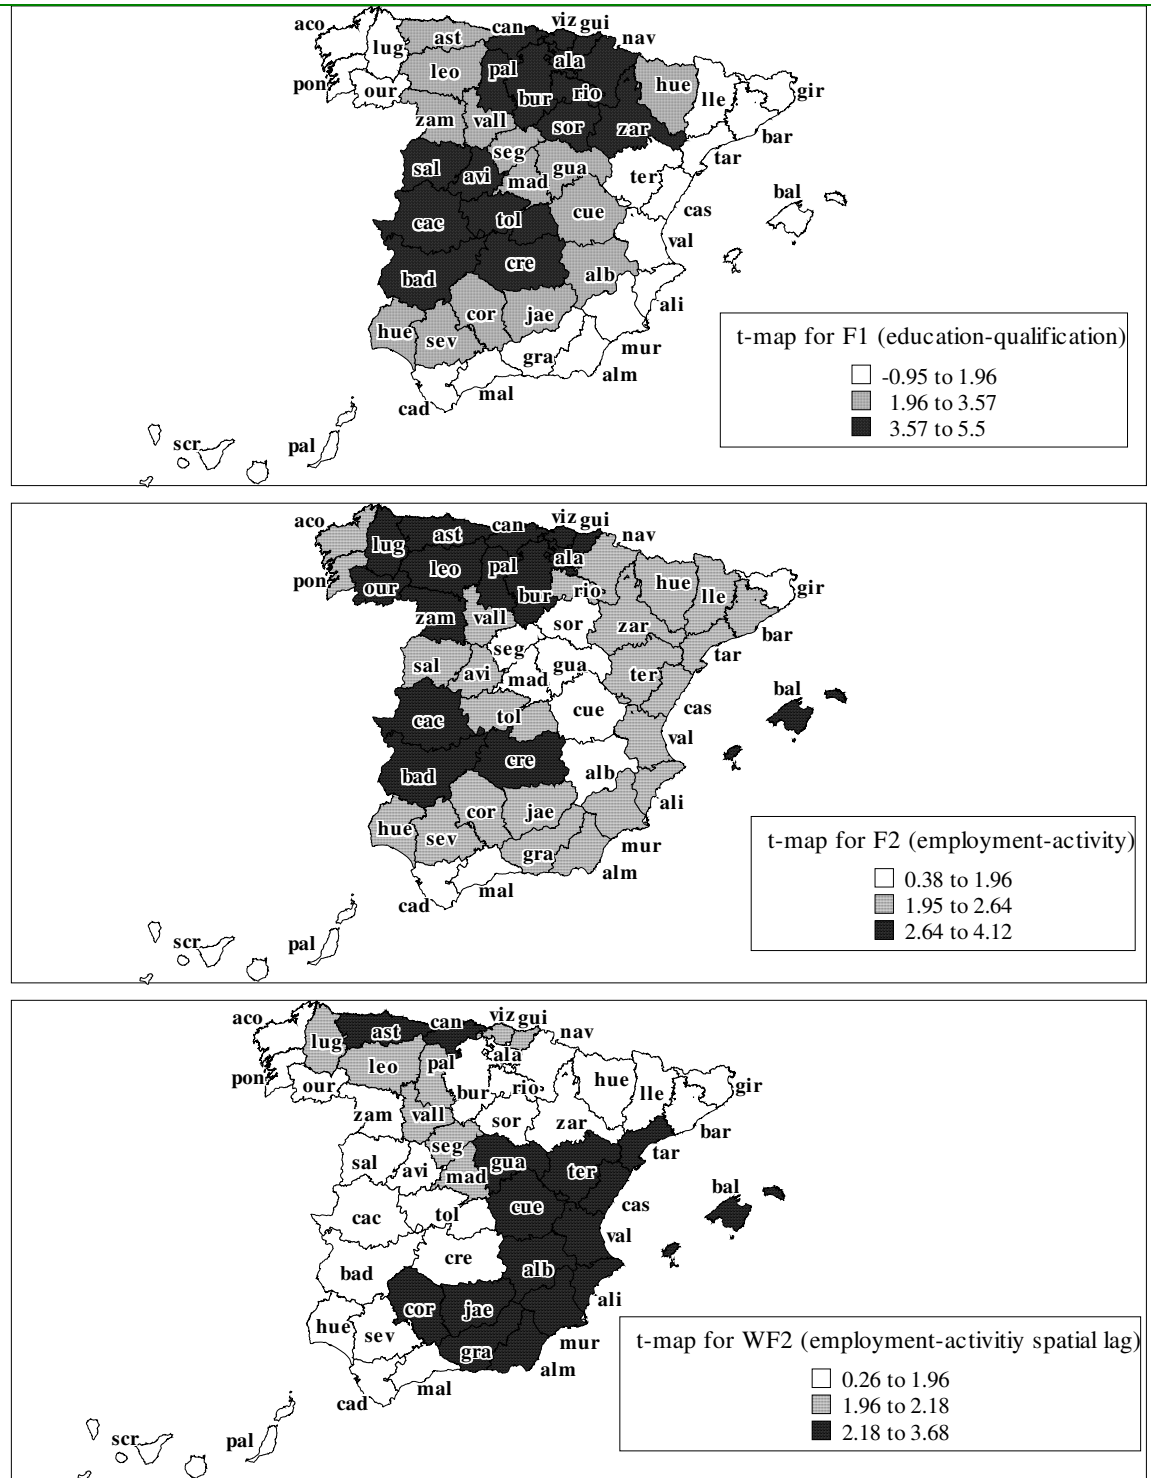 aco
lug
ast
can
viz gui
nav
leo
pal
ala
pon
our
bur
rio
hue
lle
gir
zam
vall
sor
zar
bar
seg
tar
sal
avi
mad
gua
ter
bal
cac
tol
cue
cas
val
bad
cre
alb
ali
hue
sev
cor
jae
gra
mur
alm
mal
cad
scr
pal
t-map for F1 (education-qualification)
-0.95 to 1.96
1.96 to 3.57
3.57 to 5.5
aco
lug
ast
can
viz gui
nav
leo
pal
ala
pon
our
bur
rio
hue
lle
gir
zam
vall
sor
zar
bar
seg
tar
sal
avi
mad
gua
ter
bal
cac
tol
cue
cas
val
bad
cre
alb
ali
hue
sev
cor
jae
gra
mur
alm
mal
cad
scr
pal
t-map for F2 (employment-activity)
0.38 to 1.96
1.95 to 2.64
2.64 to 4.12
aco
lug
ast
can
viz gui
nav
leo
pal
ala
pon
our
bur
rio
hue
lle
gir
zam
vall
sor
zar
bar
seg
tar
sal
avi
mad
gua
ter
bal
cac
tol
cue
cas
val
bad
cre
alb
ali
hue
sev
cor
jae
gra
mur
alm
mal
cad
scr
pal
t-map for WF2 (employment-activitiy spatial lag)
0.26 to 1.96
1.96 to 2.18
2.18 to 3.68